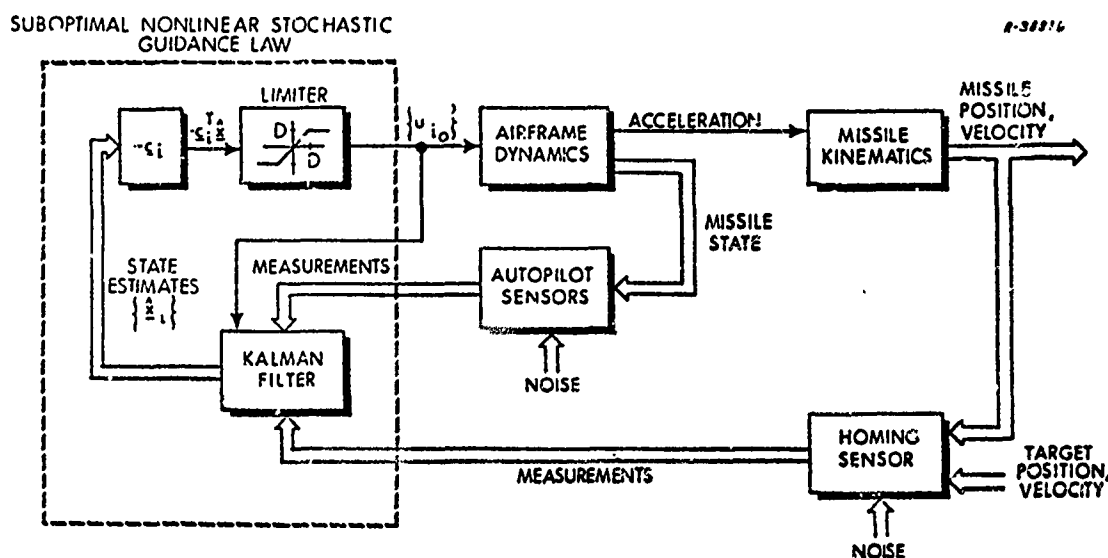 SUBOPTIMAL NONLINEAR STOCHASTIC
GUIDANCE LAW
LIMITER
D
D
AIRFRAME
DYNAMICS
ACCELERATION
MISSILE
KINEMATICS
MISSILE
POSITION,
VELOCITY
MISSILE
STATE
STATE
ESTIMATES
MEASUREMENTS
AUTOPILOT
SENSORS
KALMAN
FILTER
NOISE
MEASUREMENTS
HOMING
SENSOR
TARGET
POSITION,
VELOCITY
NOISE